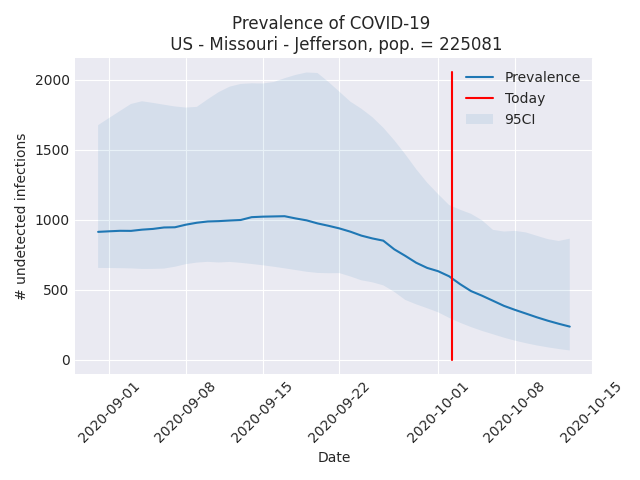 Prevalence of COVID-19
US - Missouri - Jefferson, pop. = 225081
# undetected infections
2000
1500
1000
500
0
Prevalence
Today
95CI
2020-09-01
2020-09-08
2020-09-15
2020-09-22
2020-10-01
2020-10-08
2020-10-15
Date